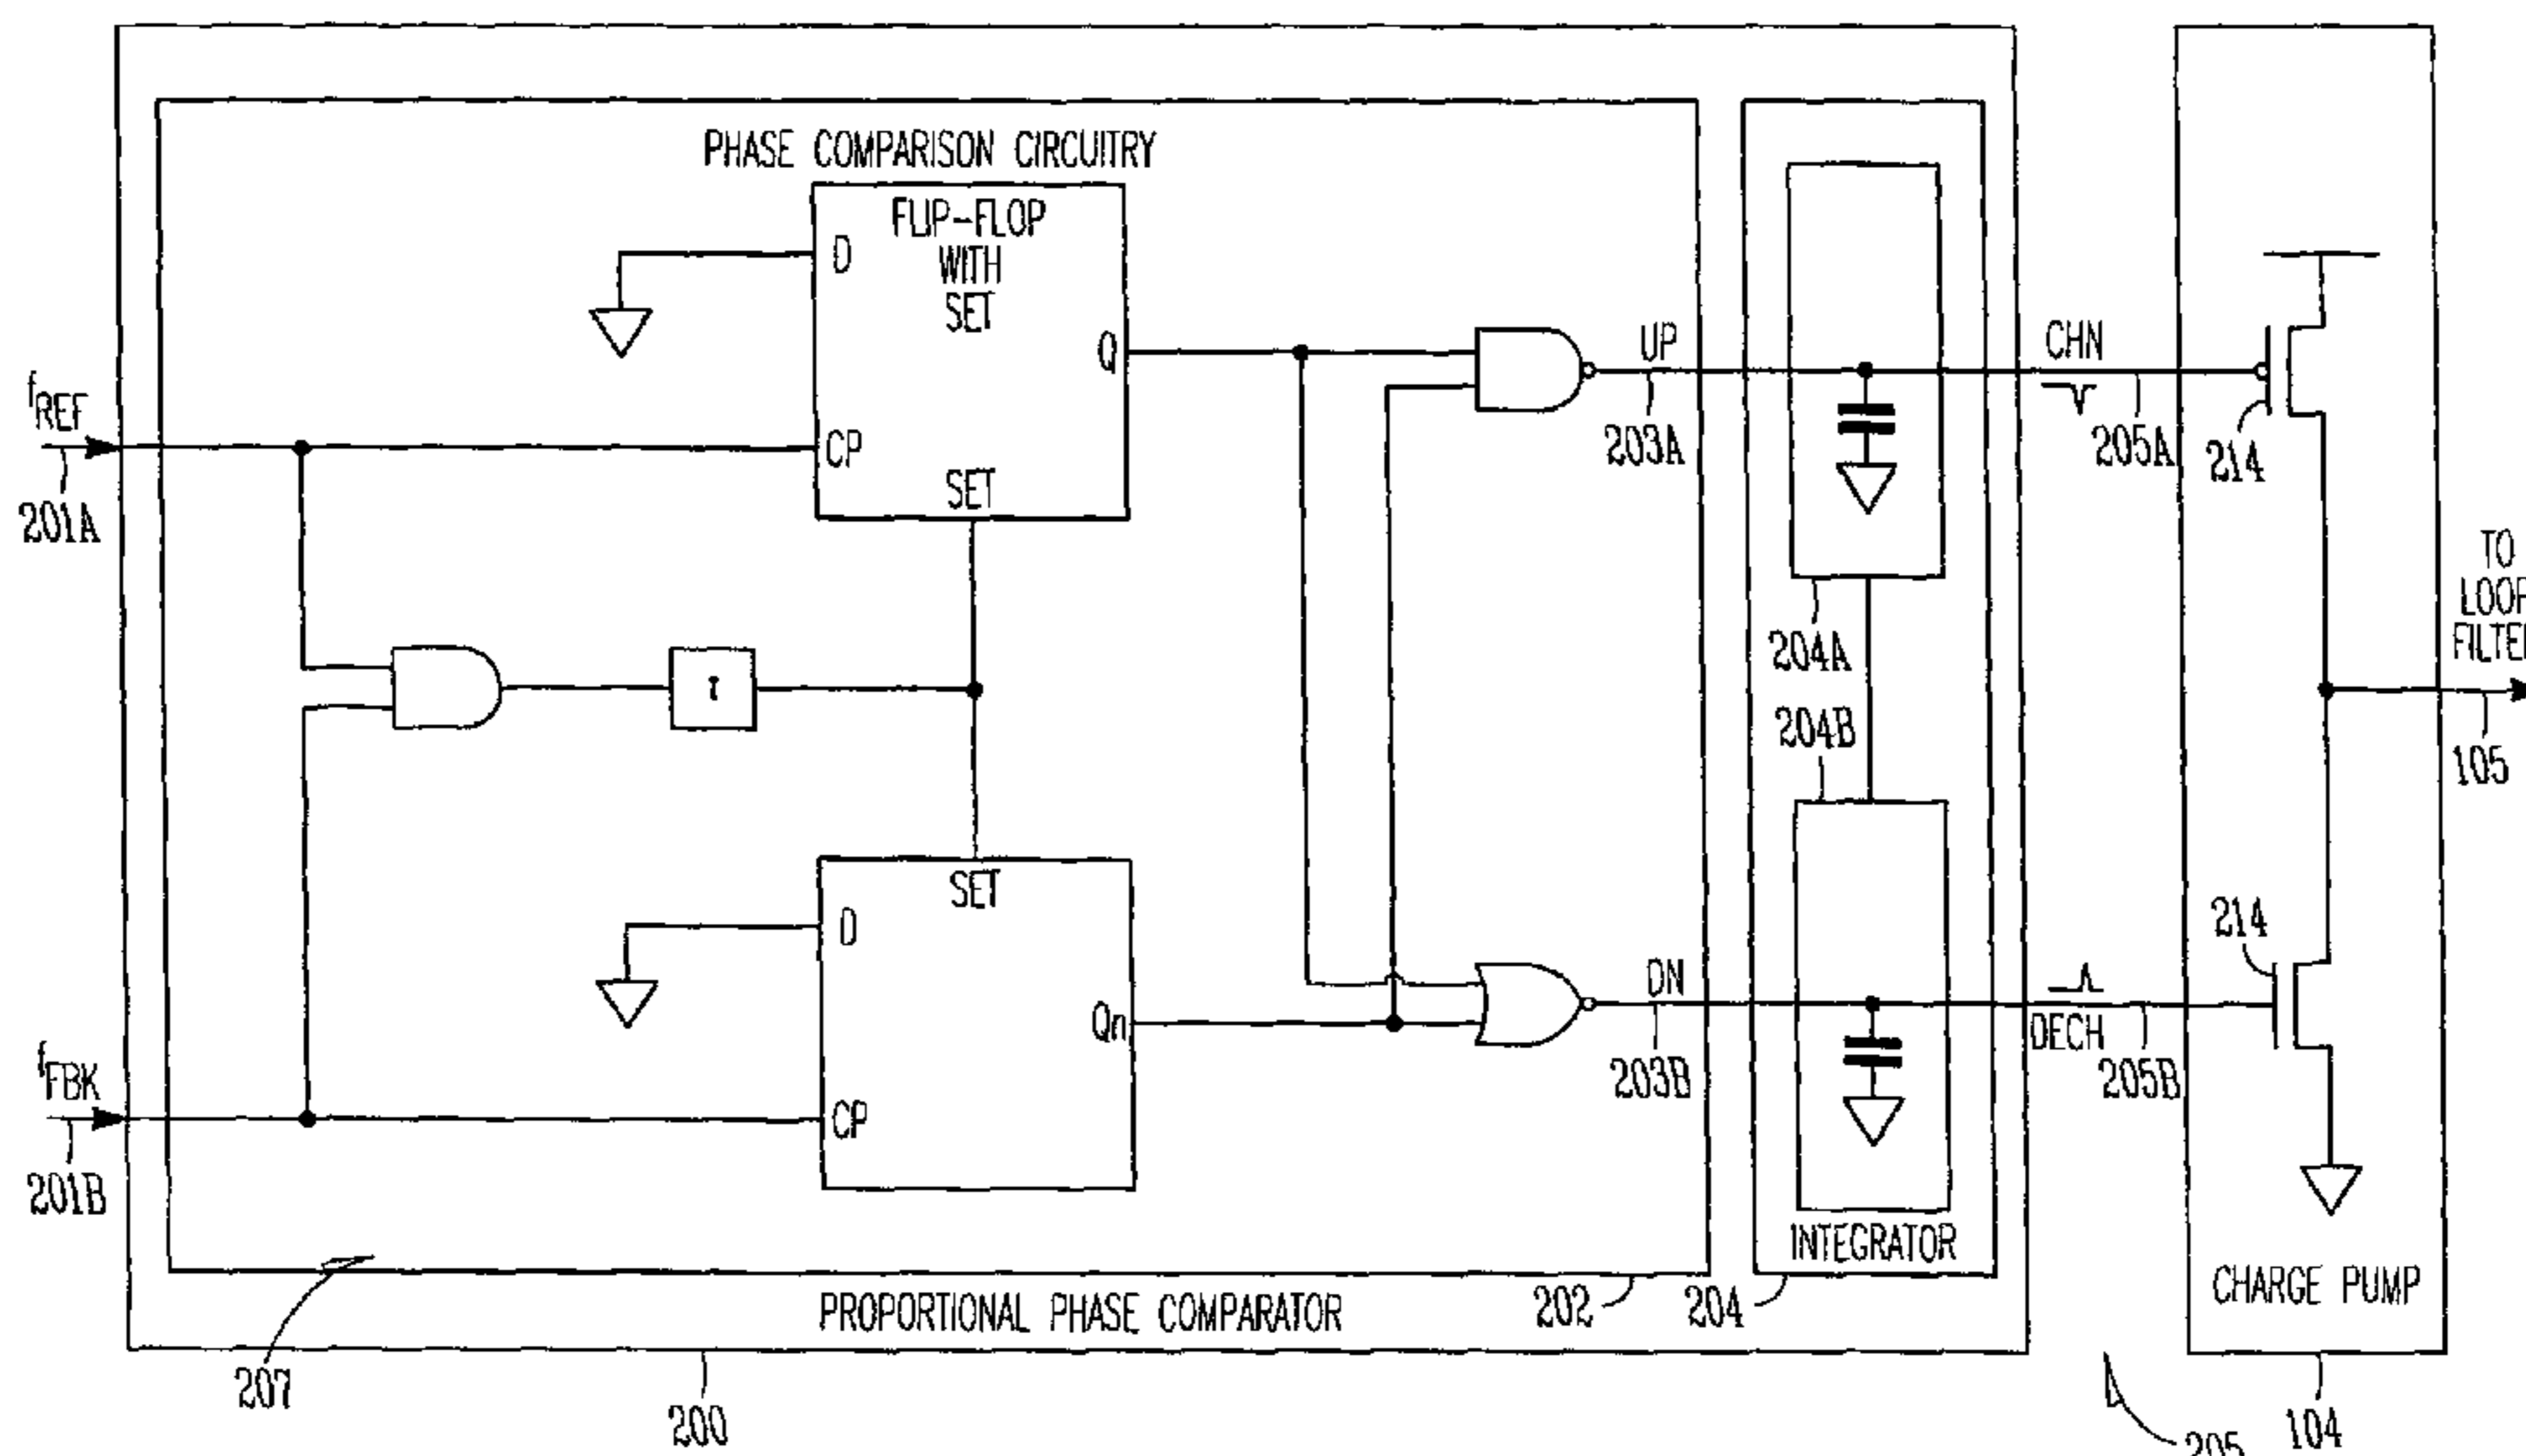 PHASE COMPARISON CIRCUITRY
FLIP-FLOP
WITH
SET
D
Q
CP
SET
fREF
201A
UP
203A
CHN
205A
214
204A
204B
τ
TO
LOOP
FILTER
105
SET
D
Qn
CP
fFBK
201B
DN
203B
DECH
205B
214
INTEGRATOR
CHARGE PUMP
PROPORTIONAL PHASE COMPARATOR
202
204
207
200
205
104